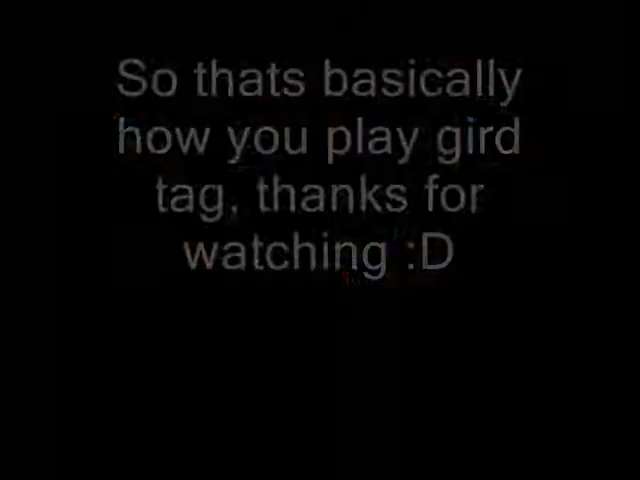 So thats basically
how you play gird
tag, thanks for
watching :D